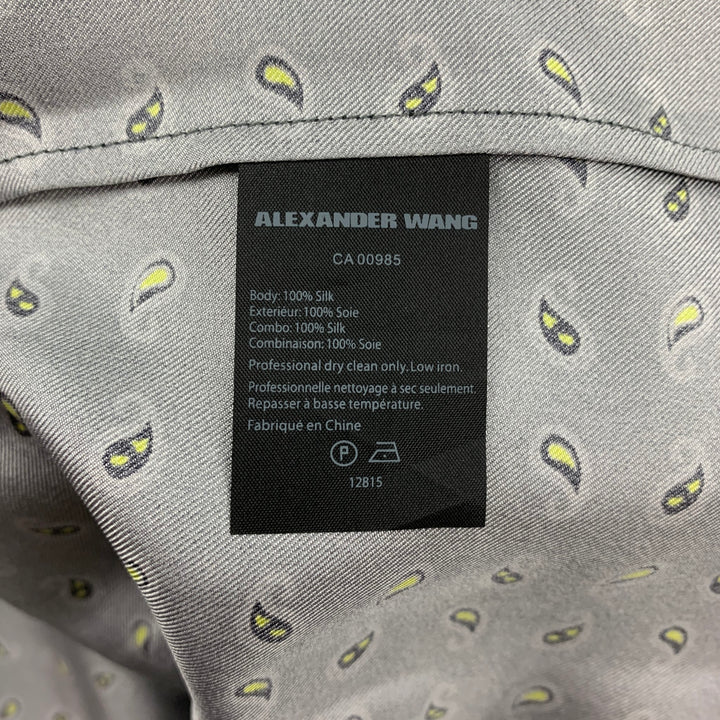 ALEXANDER WANG
CA 00985
Body: 100% Silk
Exterieur: 100% Soie
Combo: 100% Silk
Combinaison: 100% Soie
Professional dry clean only. Low iron.
Professionnelle nettoyage à sec seulement.
Repasser à basse température.
Fabriqué en Chine
P
12B15